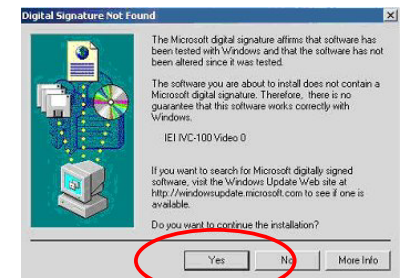 Digital Signature Not Found
The Microsoft digital signature affirms that software has
been tested with Windows and that the software has not
been altered since it was tested.
The software you are about to install does not contain a
Microsoft digital signature. Therefore, there is no
guarantee that this software works correctly with
Windows.
IEI IVC-100 Video 0
If you want to search for Microsoft digitally signed
software, visit the Windows Update Web site at
http://windowsupdate.microsoft.com to see if one is
available.
Do you want to continue the installation?
Yes No More Info